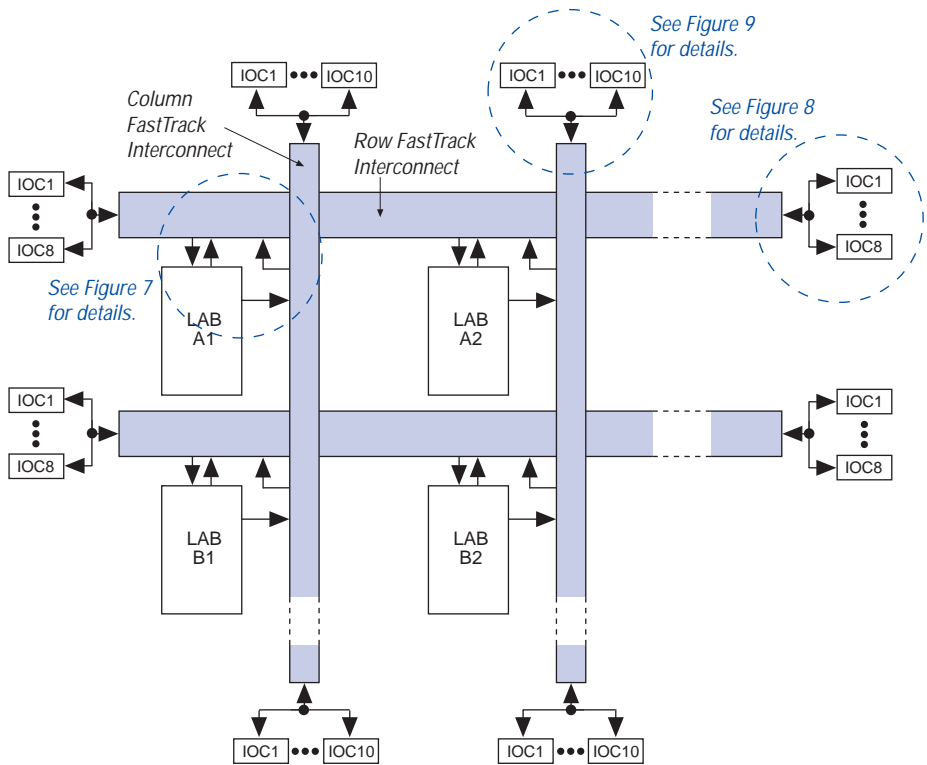 See Figure 9
for details.
IOC1
IOC10
IOC1
IOC10
Column
FastTrack
Interconnect
Row FastTrack
Interconnect
See Figure 8
for details.
IOC1
IOC8
IOC1
IOC8
See Figure 7
for details.
LAB
A1
LAB
A2
IOC1
IOC8
IOC1
IOC8
LAB
B1
LAB
B2
IOC1
IOC10
IOC1
IOC10